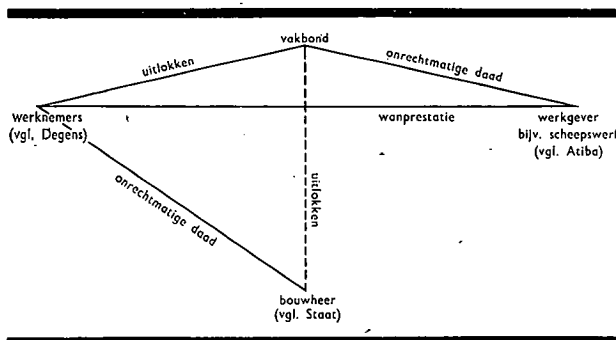 vakbond
uitlokken
onrechtmatige daad
werknemers
(vgl. Degens)
wanprestatie
werkgever
bijv. scheepswerf
(vgl. Atiba)
onrechtmatige daad
uitlokken
bouwheer
(vgl. Staat)